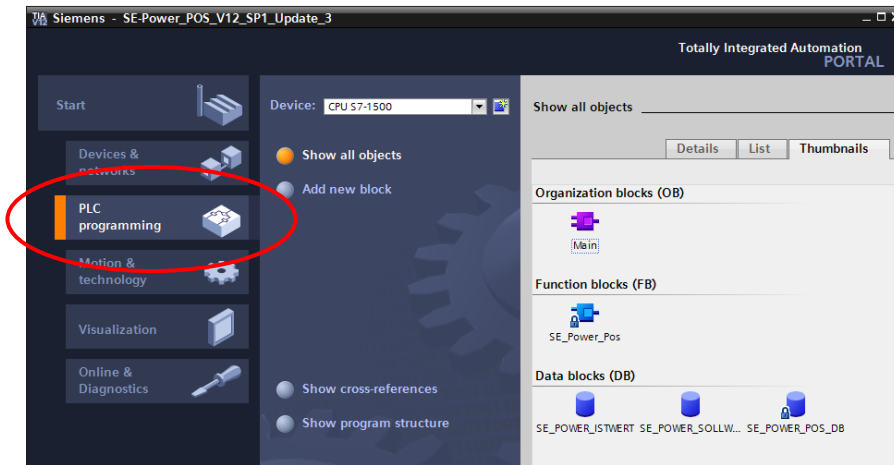 Siemens - SE-Power_POS_V12_SP1_Update_3
Totally Integrated Automation
PORTAL
Start
Devices &
networks
PLC
programming
Motion &
technology
Visualization
Online &
Diagnostics
Device: CPU S7-1500
Show all objects
Add new block
Show cross-references
Show program structure
Show all objects
Details List Thumbnails
Organization blocks (OB)
Main
Function blocks (FB)
SE_Power_Pos
Data blocks (DB)
SE_POWER_ISTWERT SE_POWER_SOLLW... SE_POWER_POS_DB